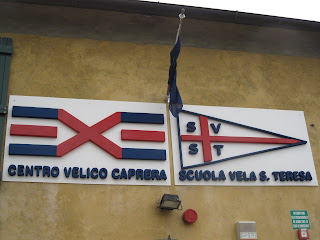 S V
S T
CENTRO VELICO CAPRERA
SCUOLA VELA S. TERESA